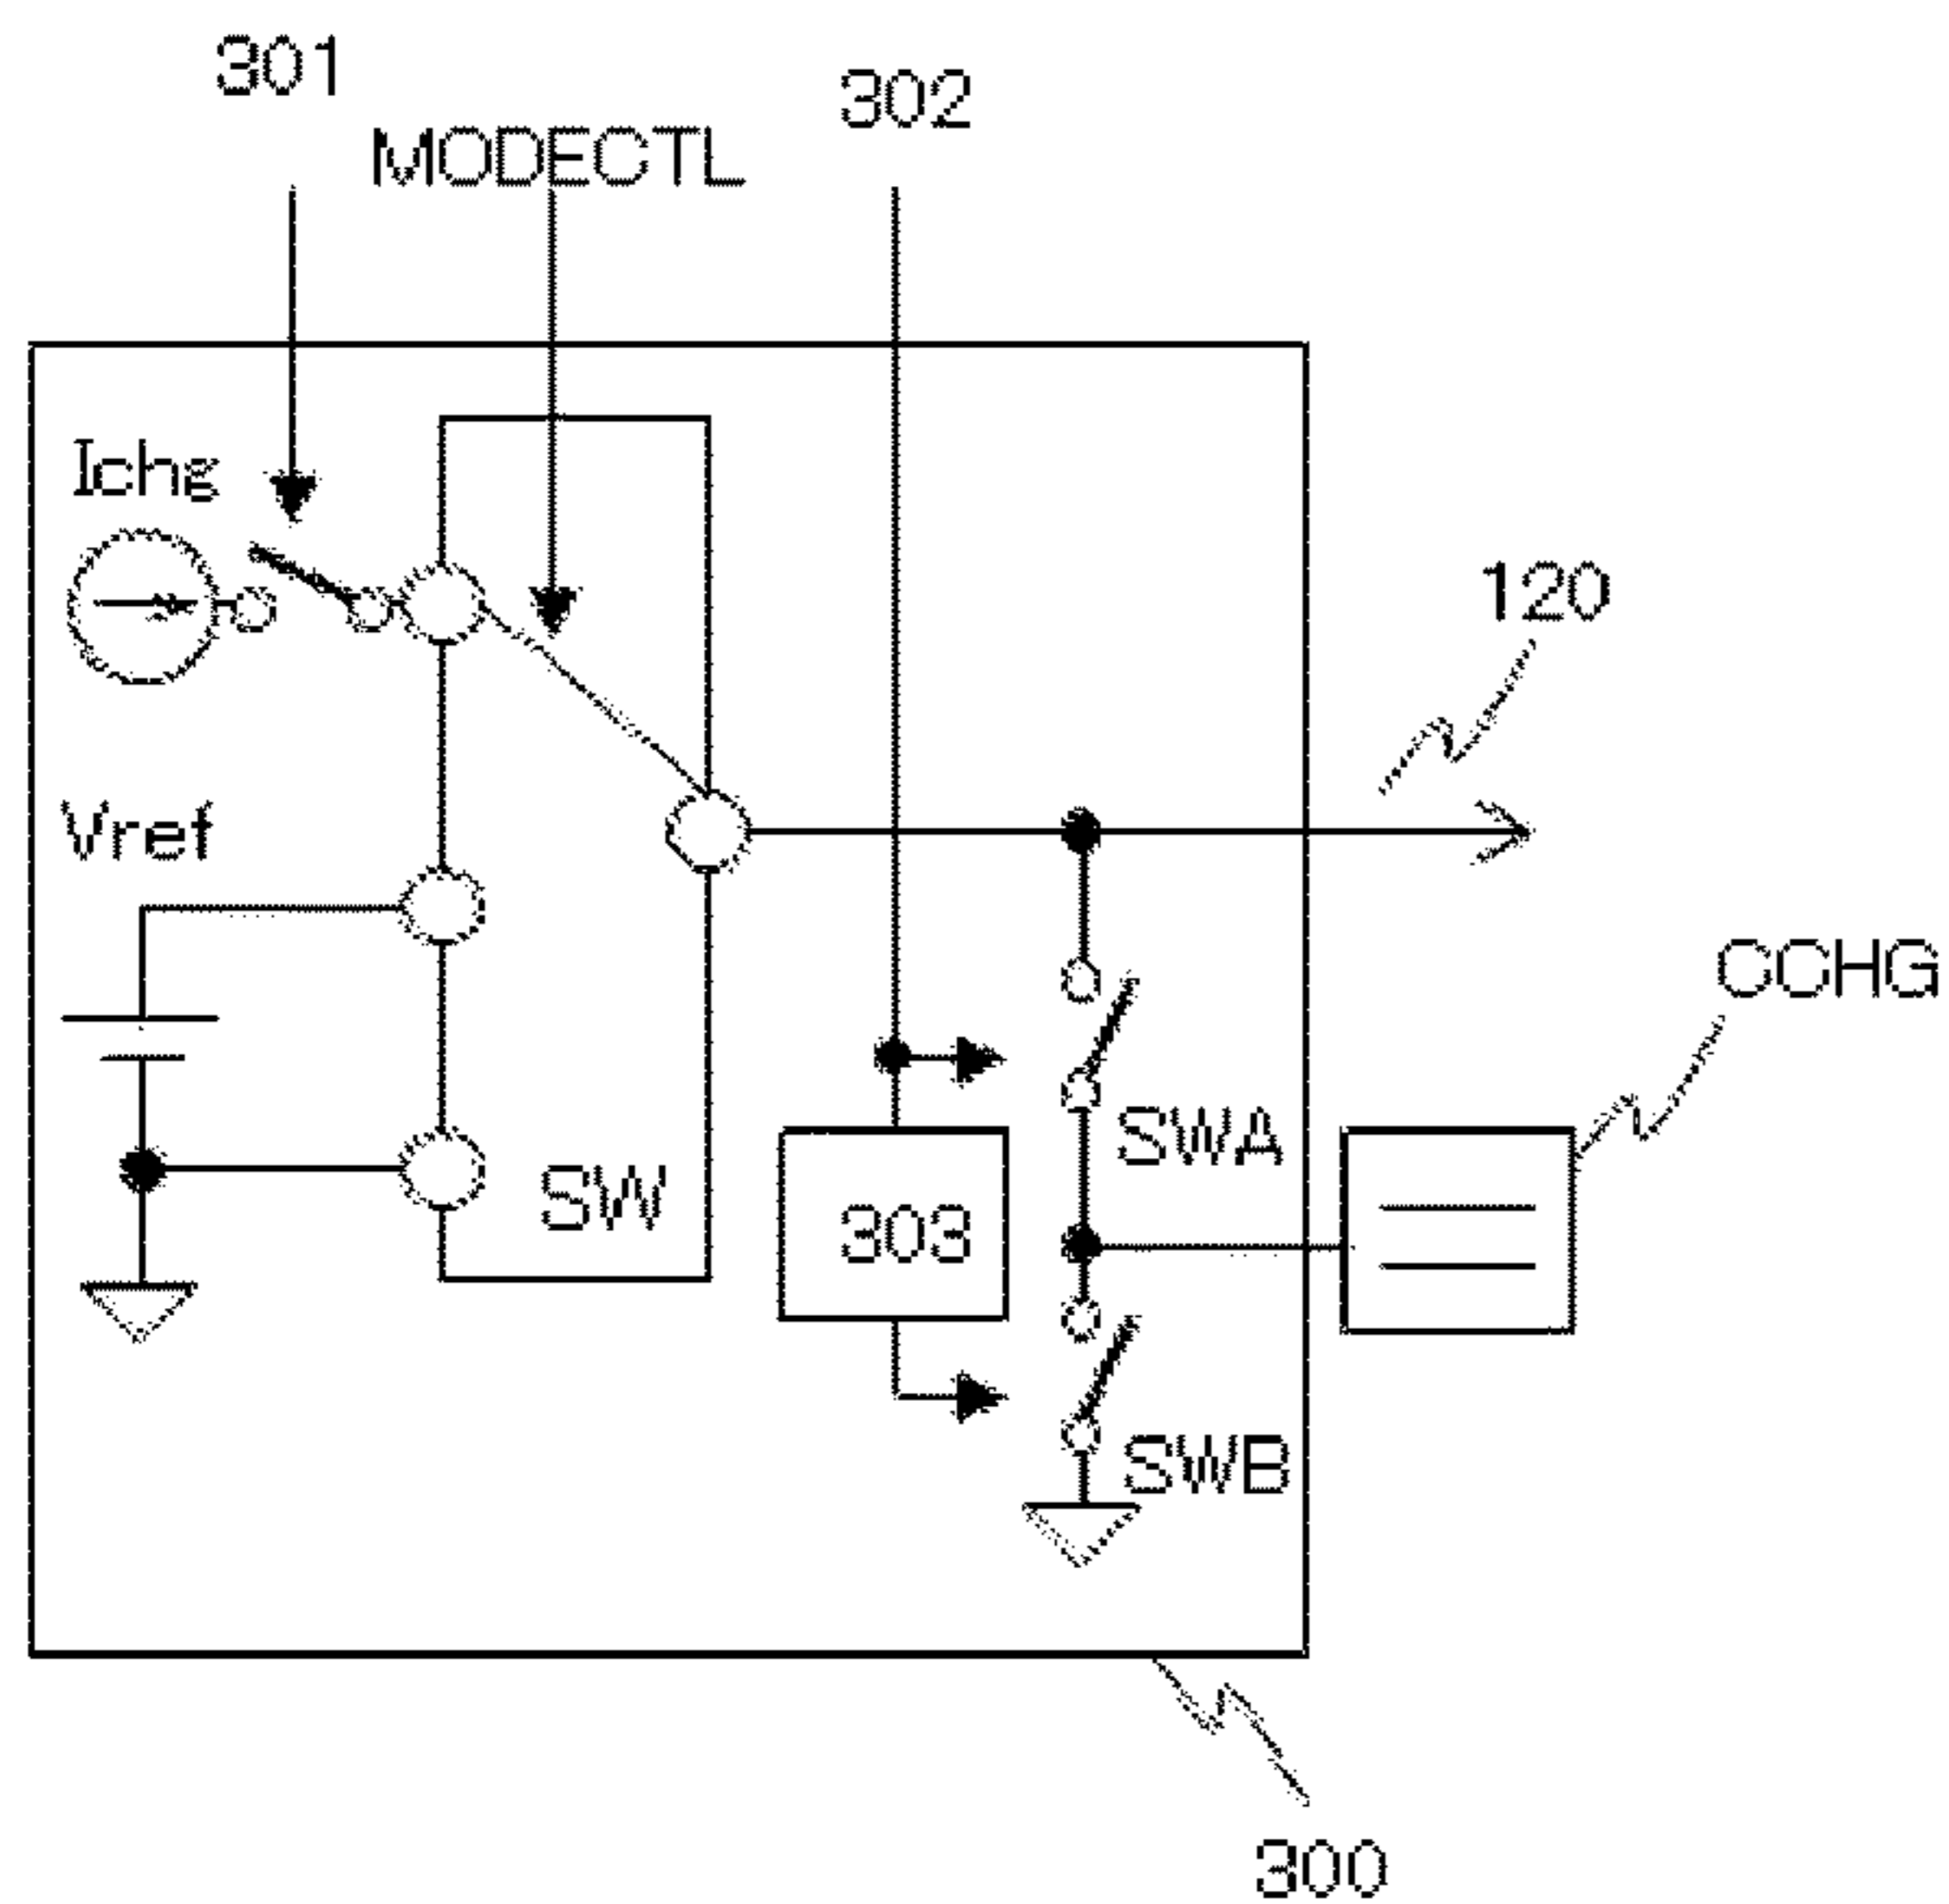 301
302
MODECTL
Ichg
120
Vref
CCHG
SWA
SW
303
SWB
300